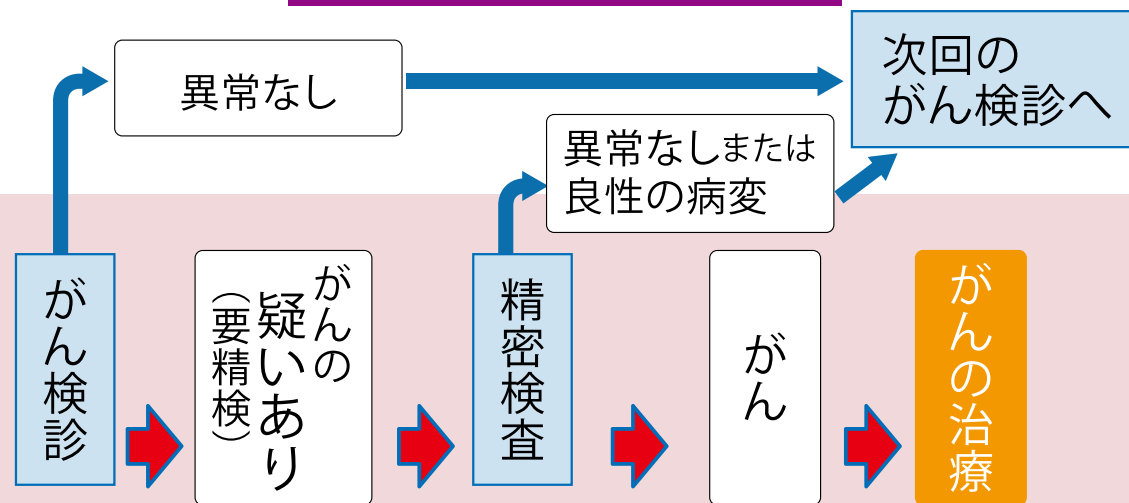 異常なし
次回の
がん検診へ
異常なしまたは
良性の病変
がん検診
がんの
疑いあり
（要精検）
精密検査
がん
がんの治療